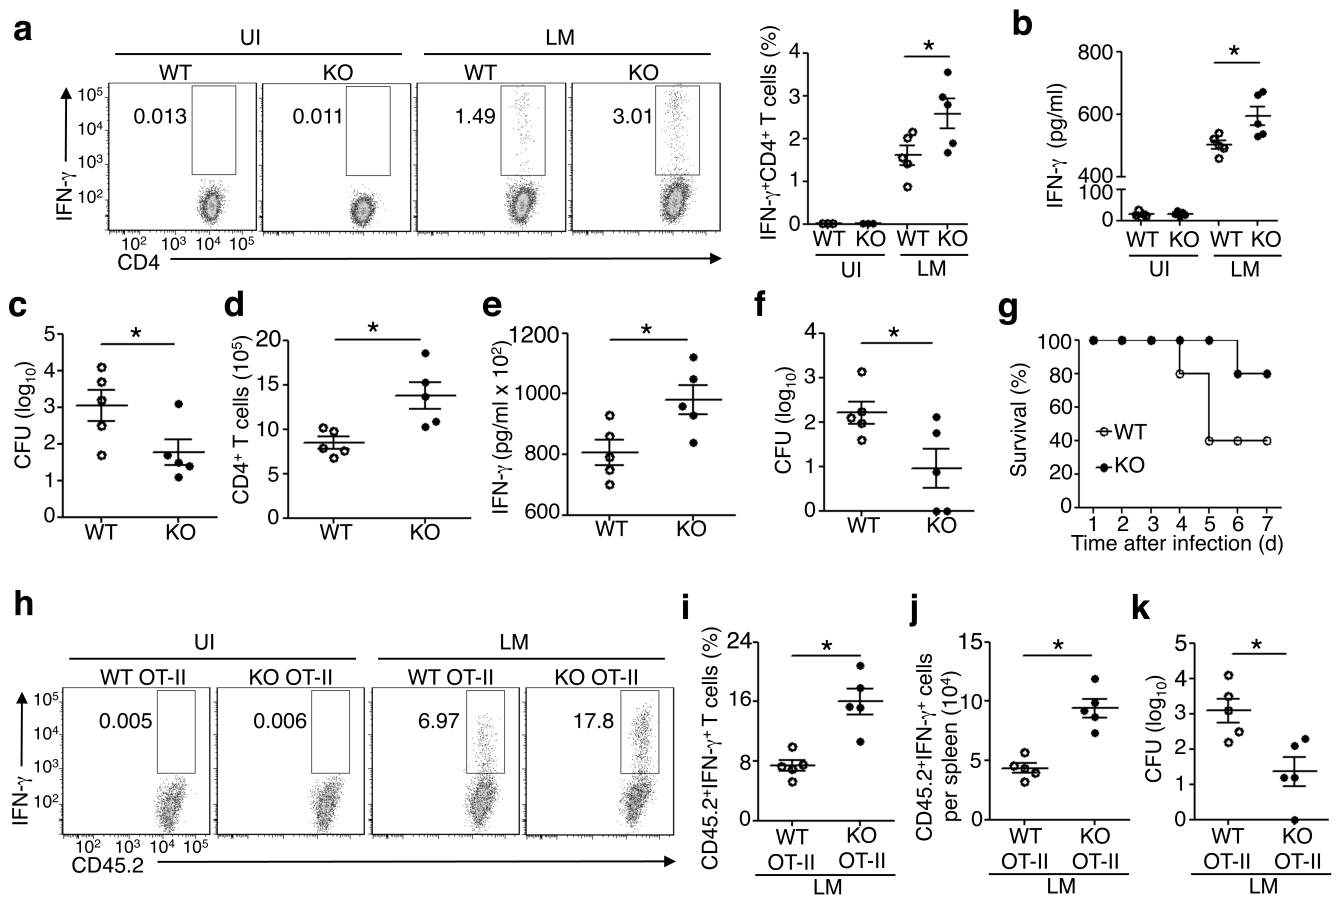 a
UI
LM
WT
KO
WT
KO
0.013
0.011
1.49
3.01
10⁵
10⁴
10³
10²
IFN-γ
10² 10³ 10⁴ 10⁵
CD4
IFN-γ⁺CD4⁺ T cells (%)
4
3
2
1
0
*
WT KO WT KO
UI LM
b
IFN-γ (pg/ml)
800
600
400
100
0
*
WT KO WT KO
UI LM
c
CFU (log₁₀)
5
4
3
2
1
0
*
WT KO
d
CD4⁺ T cells (10⁵)
20
15
10
5
0
*
WT KO
e
IFN-γ (pg/ml x 10²)
1200
1000
800
600
*
WT KO
f
CFU (log₁₀)
4
3
2
1
0
*
WT KO
g
Survival (%)
100
80
60
40
20
0
WT
KO
1 2 3 4 5 6 7
Time after infection (d)
h
UI
LM
WT OT-II
KO OT-II
WT OT-II
KO OT-II
0.005
0.006
6.97
17.8
10⁵
10⁴
10³
10²
IFN-γ
10² 10³ 10⁴ 10⁵
CD45.2
i
CD45.2⁺IFN-γ⁺ T cells (%)
24
16
8
0
*
WT KO
OT-II OT-II
LM
j
CD45.2⁺IFN-γ⁺ cells
per spleen (10⁴)
15
10
5
0
*
WT KO
OT-II OT-II
LM
k
CFU (log₁₀)
5
4
3
2
1
0
*
WT KO
OT-II OT-II
LM